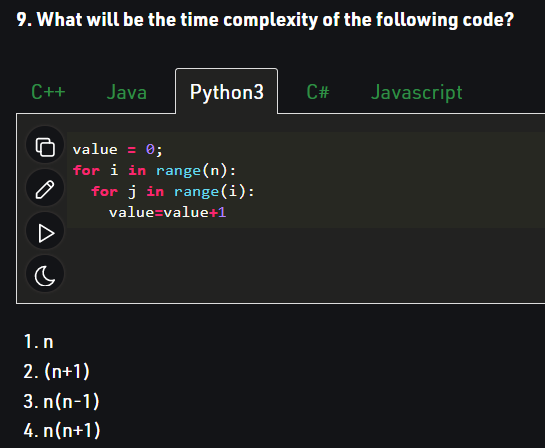 9. What will be the time complexity of the following code?
C++ Java Python3 C# Javascript
value = 0;
for i in range(n):
  for j in range(i):
    value=value+1
1. n
2. (n+1)
3. n(n-1)
4. n(n+1)